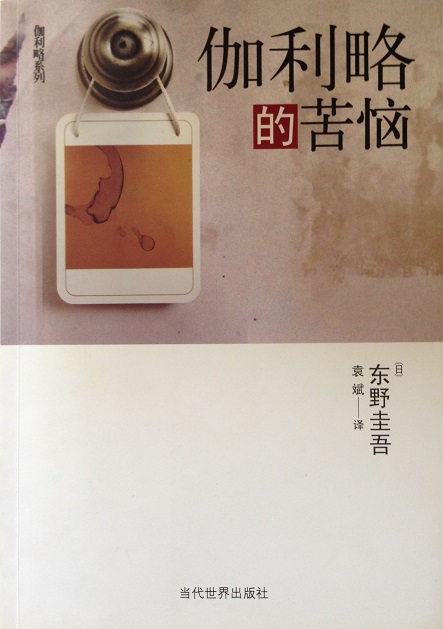 伽利略系列
伽利略
的苦恼
(日)
东野圭吾
袁斌——译
当代世界出版社